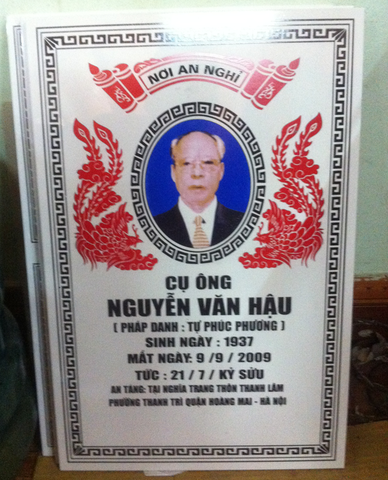 NƠI AN NGHỈ
CỤ ÔNG
NGUYỄN VĂN HẬU
( PHÁP DANH : TỰ PHÚC PHƯƠNG )
SINH NGÀY : 1937
MẤT NGÀY: 9 /9 / 2009
TỨC : 21 / 7 / KỶ SỬU
AN TÁNG: TẠI NGHĨA TRANG THÔN THANH LÂM
PHƯỜNG THANH TRÌ QUẬN HOÀNG MAI - HÀ NỘI